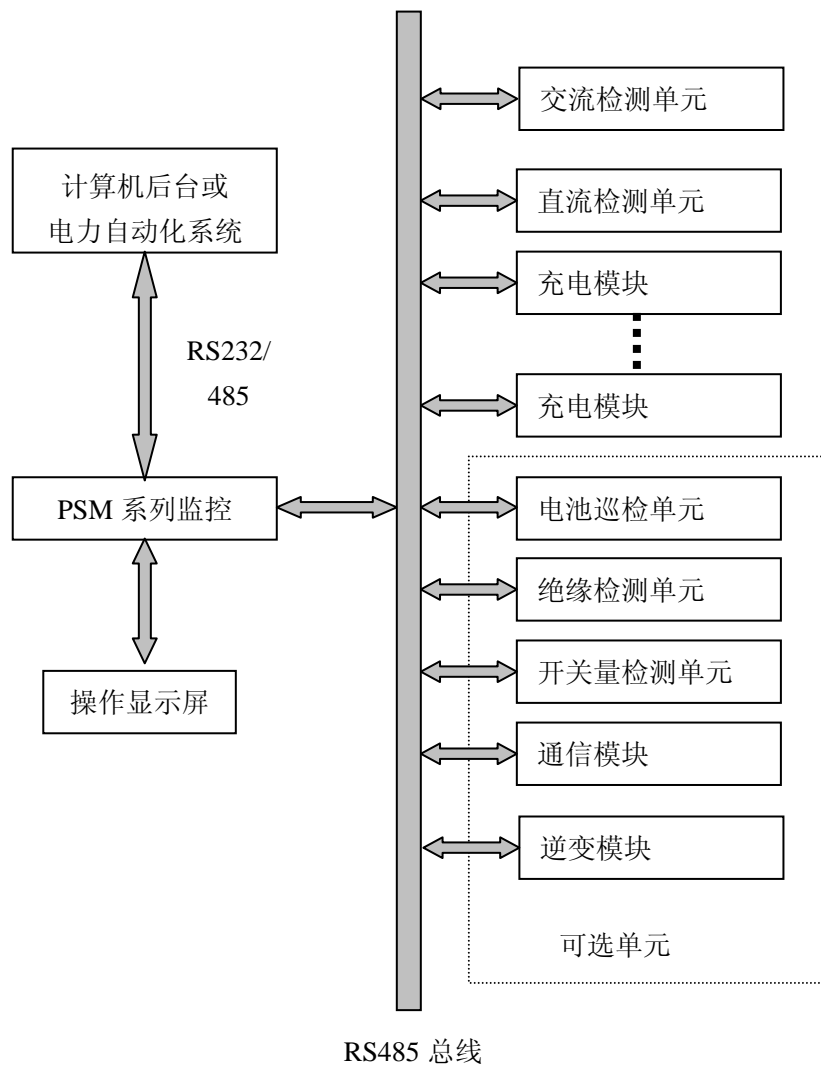 交流检测单元
计算机后台或
电力自动化系统
直流检测单元
充电模块
RS232/
485
充电模块
PSM 系列监控
电池巡检单元
绝缘检测单元
开关量检测单元
操作显示屏
通信模块
逆变模块
可选单元
RS485 总线